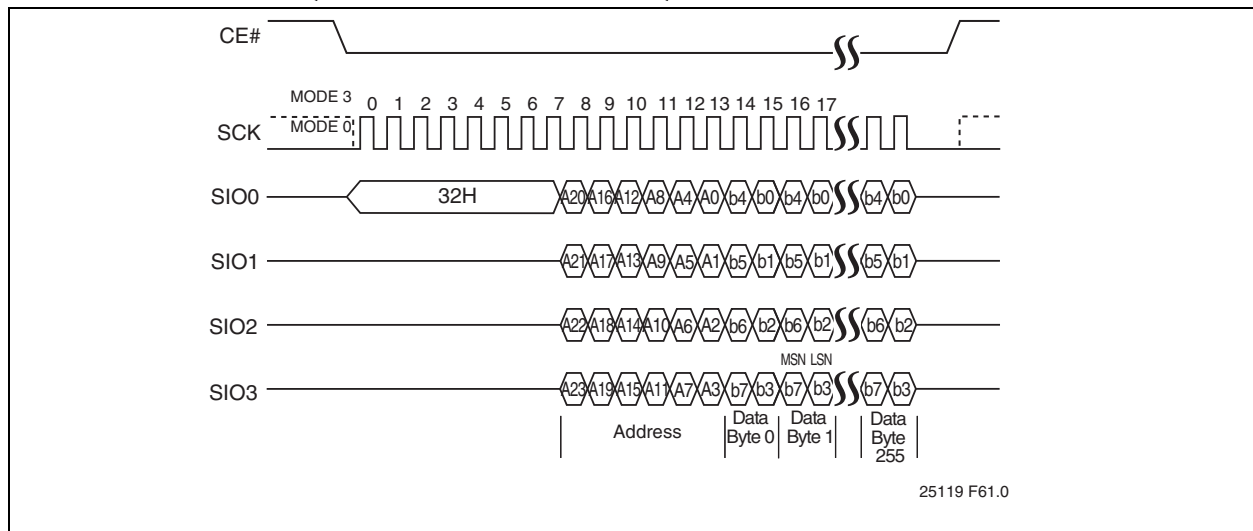 CE#
MODE 3
0 1 2 3 4 5 6 7 8 9 10 11 12 13 14 15 16 17
SCK
MODE 0
SIO0
32H
A20 A16 A12 A8 A4 A0 b4 b0 b4 b0 b4 b0
SIO1
A21 A17 A13 A9 A5 A1 b5 b1 b5 b1 b5 b1
SIO2
A22 A18 A14 A10 A6 A2 b6 b2 b6 b2 b6 b2
MSN LSN
SIO3
A23 A19 A15 A11 A7 A3 b7 b3 b7 b3 b7 b3
Address
Data
Byte 0
Data
Byte 1
Data
Byte
255
25119 F61.0